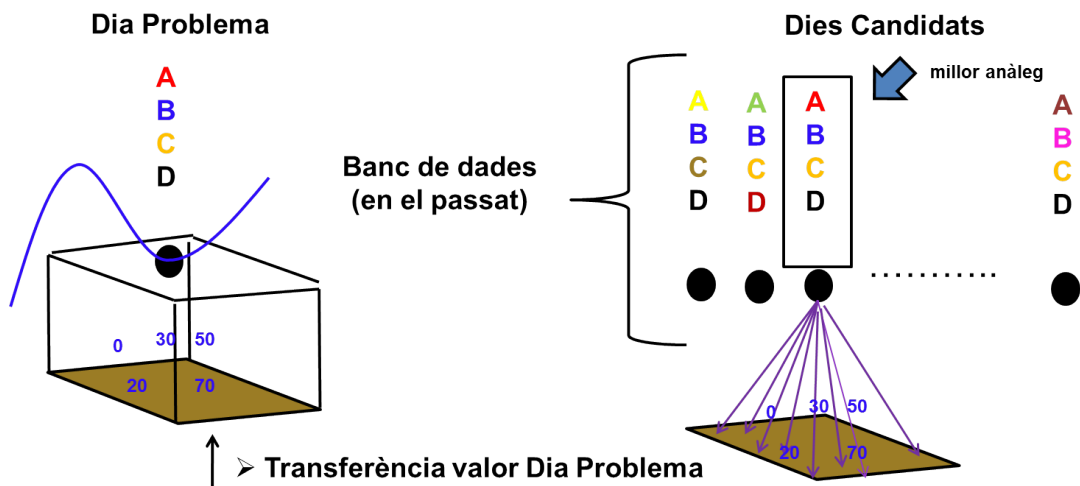 Dia Problema
A
B
C
D
0
30
50
20
70
Banc de dades
(en el passat)
Dies Candidats
millor anàleg
A A A A
B B B B
C C C C
D D D D
....................
0
30
50
20
70
➢ Transferència valor Dia Problema